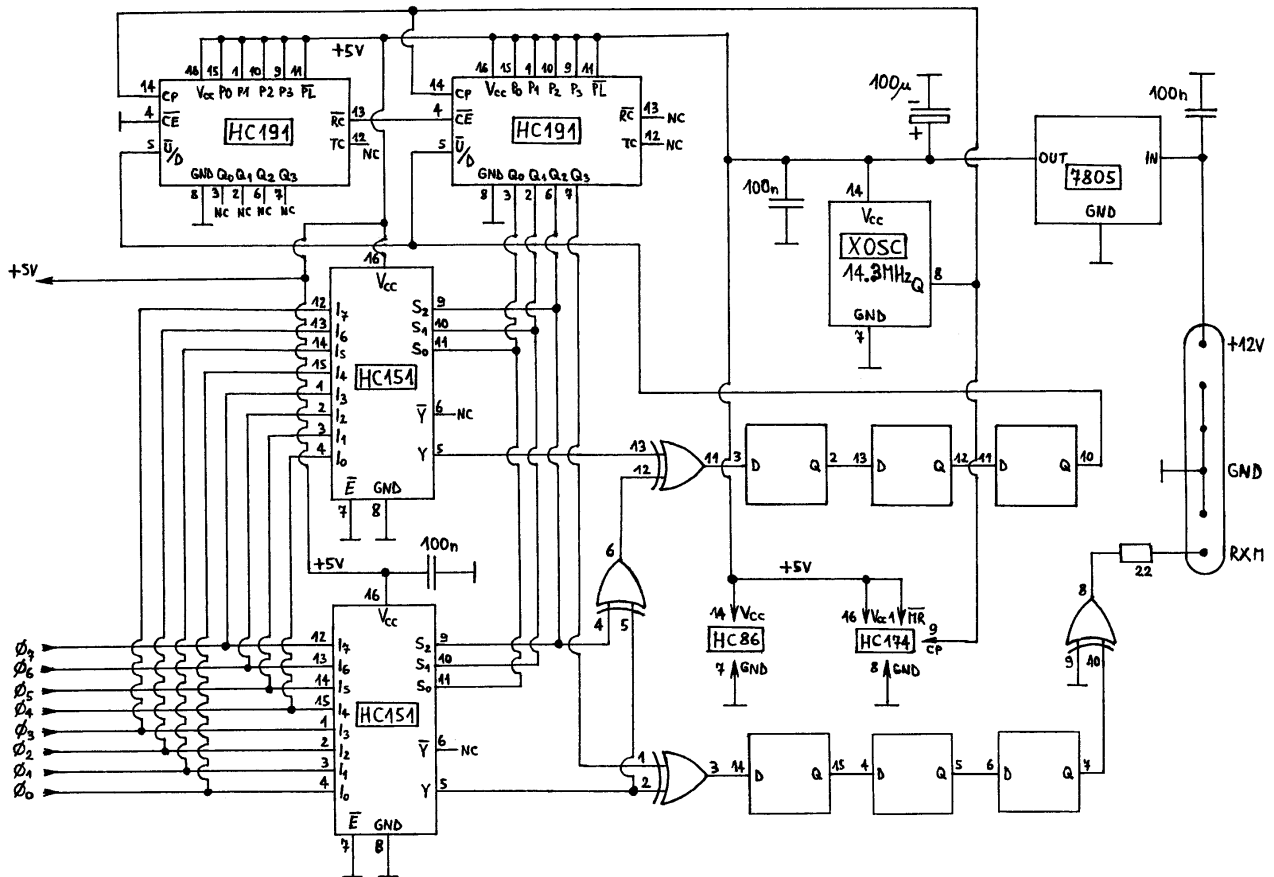 +5V
16 15 1 10 9 11
Vcc P0 P1 P2 P3 PL
14 CP
4 CE
5 U/D
HC191
RC 13
TC 12 NC
GND Q0 Q1 Q2 Q3
8 3 2 6 7
NC NC NC NC
16 15 1 10 9 11
Vcc P0 P1 P2 P3 PL
14 CP
4 CE
5 U/D
HC191
RC 13 NC
TC 12 NC
GND Q0 Q1 Q2 Q3
8 3 2 6 7
100µ
-
+
100n
100n
OUT IN
7805
GND
14
Vcc
XOSC
14.3MHz
Q 8
GND
7
+5V
16
Vcc
12 I7
13 I6
14 I5
15 I4
1 I3
2 I2
3 I1
4 I0
HC151
S2 9
S1 10
S0 11
Y 6 NC
Y 5
E GND
7 8
+12V
GND
RXM
22
13
12
11
3 D Q 2
13 D Q 12
11 D Q 10
6
4 5
+5V
100n
16
Vcc
Ø7
Ø6
Ø5
Ø4
Ø3
Ø2
Ø1
Ø0
12 I7
13 I6
14 I5
15 I4
1 I3
2 I2
3 I1
4 I0
HC151
S2 9
S1 10
S0 11
Y 6 NC
Y 5
E GND
7 8
+5V
14 Vcc
HC86
7 GND
16 Vcc 1 MR
HC174
9
CP
8 GND
8
9 10
1
2
3
14 D Q 15
4 D Q 5
6 D Q 7